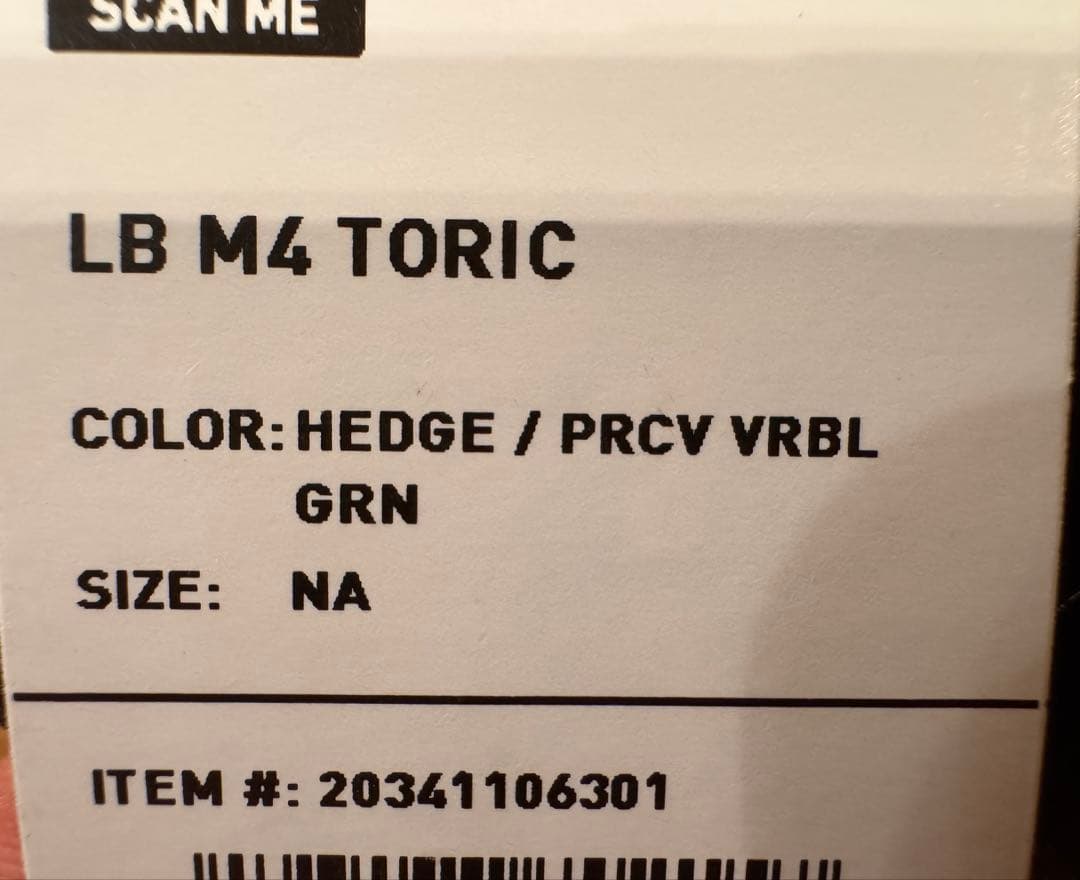 SCAN ME
LB M4 TORIC
COLOR: HEDGE / PRCV VRBL
GRN
SIZE: NA
ITEM #: 20341106301